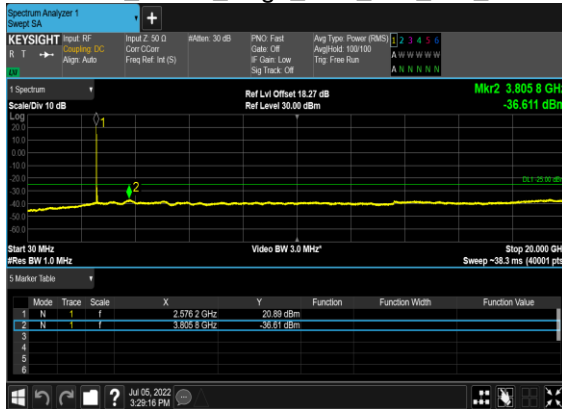 Spectrum Analyzer 1
Swept SA
+
KEYSIGHT Input: RF Input Z: 50 Ω #Atten: 30 dB PNO: Fast Avg Type: Power (RMS) 1 2 3 4 5 6
R T Coupling: DC Corr CCorr Gate: Off Avg|Hold: 100/100 A W W W W W
Align: Auto Freq Ref: Int (S) IF Gain: Low Trig: Free Run
Sig Track: Off A N N N N N
1 Spectrum Ref Lvl Offset 18.27 dB Mkr2 3.805 8 GHz
Scale/Div 10 dB Ref Level 30.00 dBm -36.611 dBm
Log
20.0 1
10.0
0.00
-10.0
-20.0 DL1 -25.00 dBm
-30.0 2
-40.0
-50.0
-60.0
Start 30 MHz Video BW 3.0 MHz* Stop 20.000 GHz
#Res BW 1.0 MHz Sweep ~38.3 ms (40001 pts)
5 Marker Table
Mode Trace Scale X Y Function Function Width Function Value
1 N 1 f 2.576 2 GHz 20.89 dBm
2 N 1 f 3.805 8 GHz -36.61 dBm
3
4
5
6
? Jul 05, 2022
3:29:16 PM